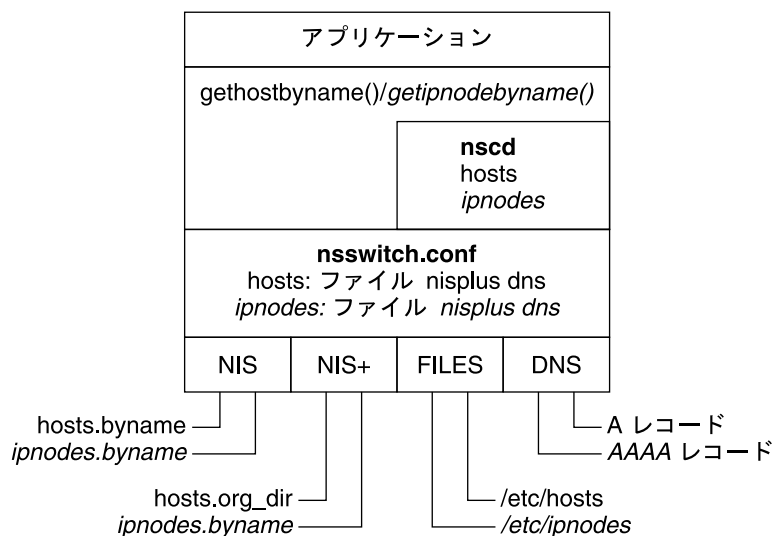 アプリケーション
gethostbyname()/getipnodebyname()
nscd
hosts
ipnodes
nsswitch.conf
hosts: ファイル nisplus dns
ipnodes: ファイル nisplus dns
NIS
NIS+
FILES
DNS
hosts.byname
ipnodes.byname
A レコード
AAAA レコード
hosts.org_dir
ipnodes.byname
/etc/hosts
/etc/ipnodes